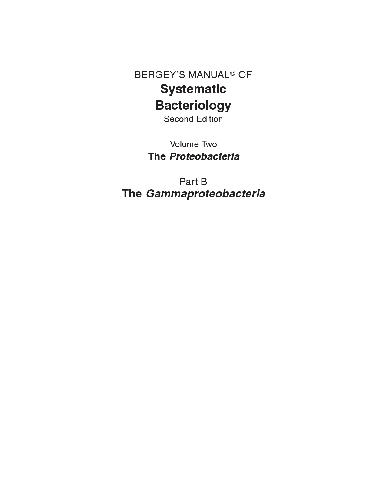 BERGEY'S MANUAL® OF
Systematic
Bacteriology
Second Edition
Volume Two
The Proteobacteria
Part B
The Gammaproteobacteria